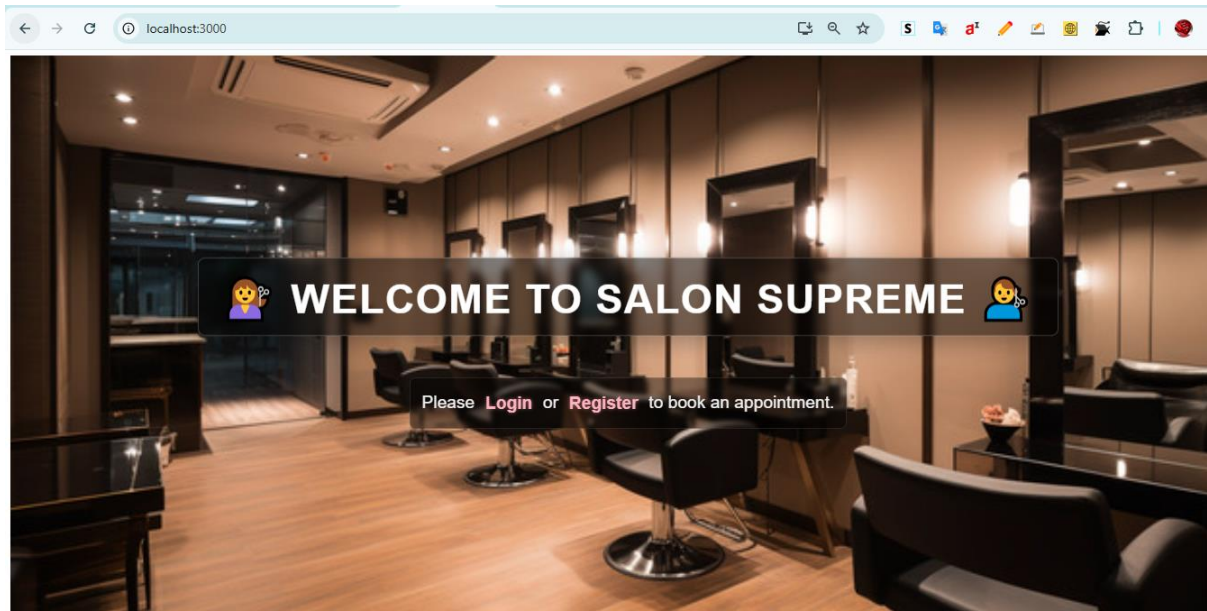 localhost:3000
WELCOME TO SALON SUPREME
Please Login or Register to book an appointment.